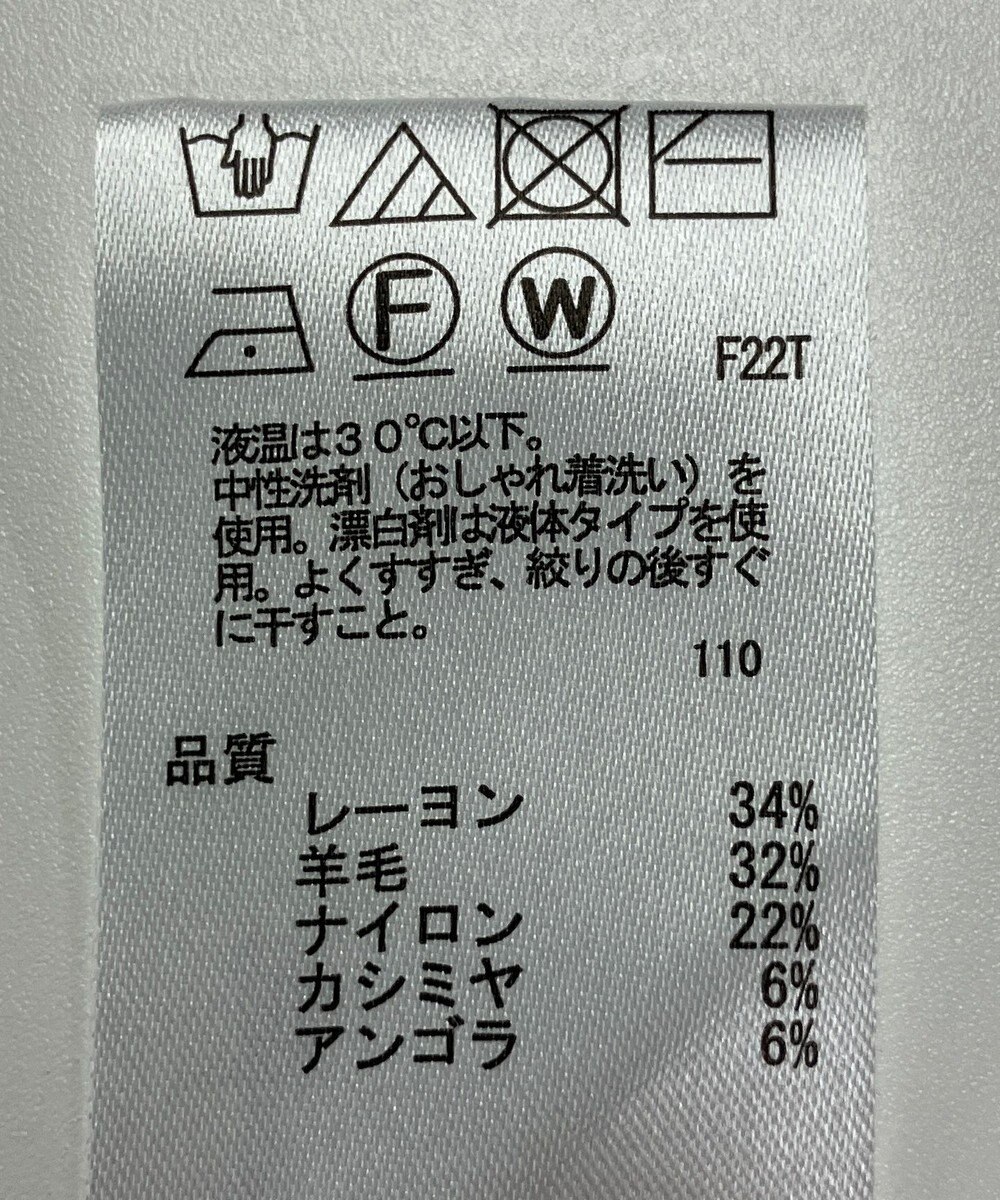 F W F22T
液温は30℃以下。
中性洗剤(おしゃれ着洗い)を
使用。漂白剤は液体タイプを使
用。よくすすぎ、絞りの後すぐ
に干すこと。
110
品質
レーヨン 34%
羊毛 32%
ナイロン 22%
カシミヤ 6%
アンゴラ 6%